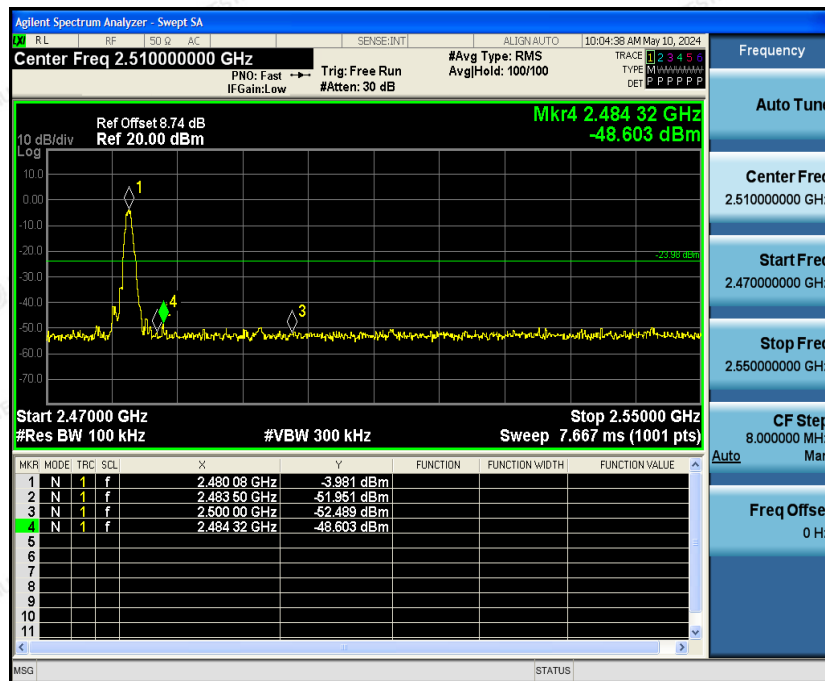 Agilent Spectrum Analyzer - Swept SA
LXI RL RF 50 Ω AC SENSE:INT ALIGN AUTO 10:04:38 AM May 10, 2024
Center Freq 2.510000000 GHz
PNO: Fast
IFGain:Low
Trig: Free Run
#Atten: 30 dB
#Avg Type: RMS
Avg|Hold: 100/100
TRACE 1 2 3 4 5 6
TYPE M
DET P P P P P P
Ref Offset 8.74 dB
Ref 20.00 dBm
10 dB/div
Log
Mkr4 2.484 32 GHz
-48.603 dBm
10.0
0.00
-10.0
-20.0
-30.0
-40.0
-50.0
-60.0
-70.0
1
4
3
-23.98 dBm
Start 2.47000 GHz
Stop 2.55000 GHz
#Res BW 100 kHz
#VBW 300 kHz
Sweep 7.667 ms (1001 pts)
MKR MODE TRC SCL X Y FUNCTION FUNCTION WIDTH FUNCTION VALUE
1 N 1 f 2.480 08 GHz -3.981 dBm
2 N 1 f 2.483 50 GHz -51.951 dBm
3 N 1 f 2.500 00 GHz -52.489 dBm
4 N 1 f 2.484 32 GHz -48.603 dBm
5
6
7
8
9
10
11
MSG
STATUS
Frequency
Auto Tun
Center Fre
2.510000000 GH
Start Fre
2.470000000 GH
Stop Fre
2.550000000 GH
CF Step
8.000000 MH
Auto Man
Freq Offse
0 H